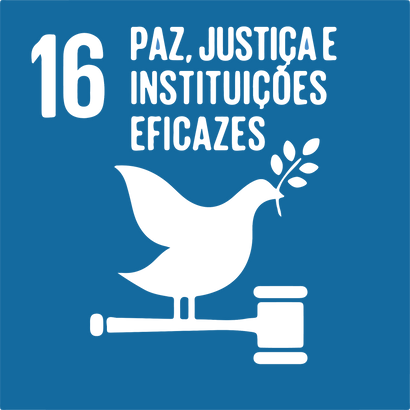 16
PAZ, JUSTIÇA E
INSTITUIÇÕES
EFICAZES